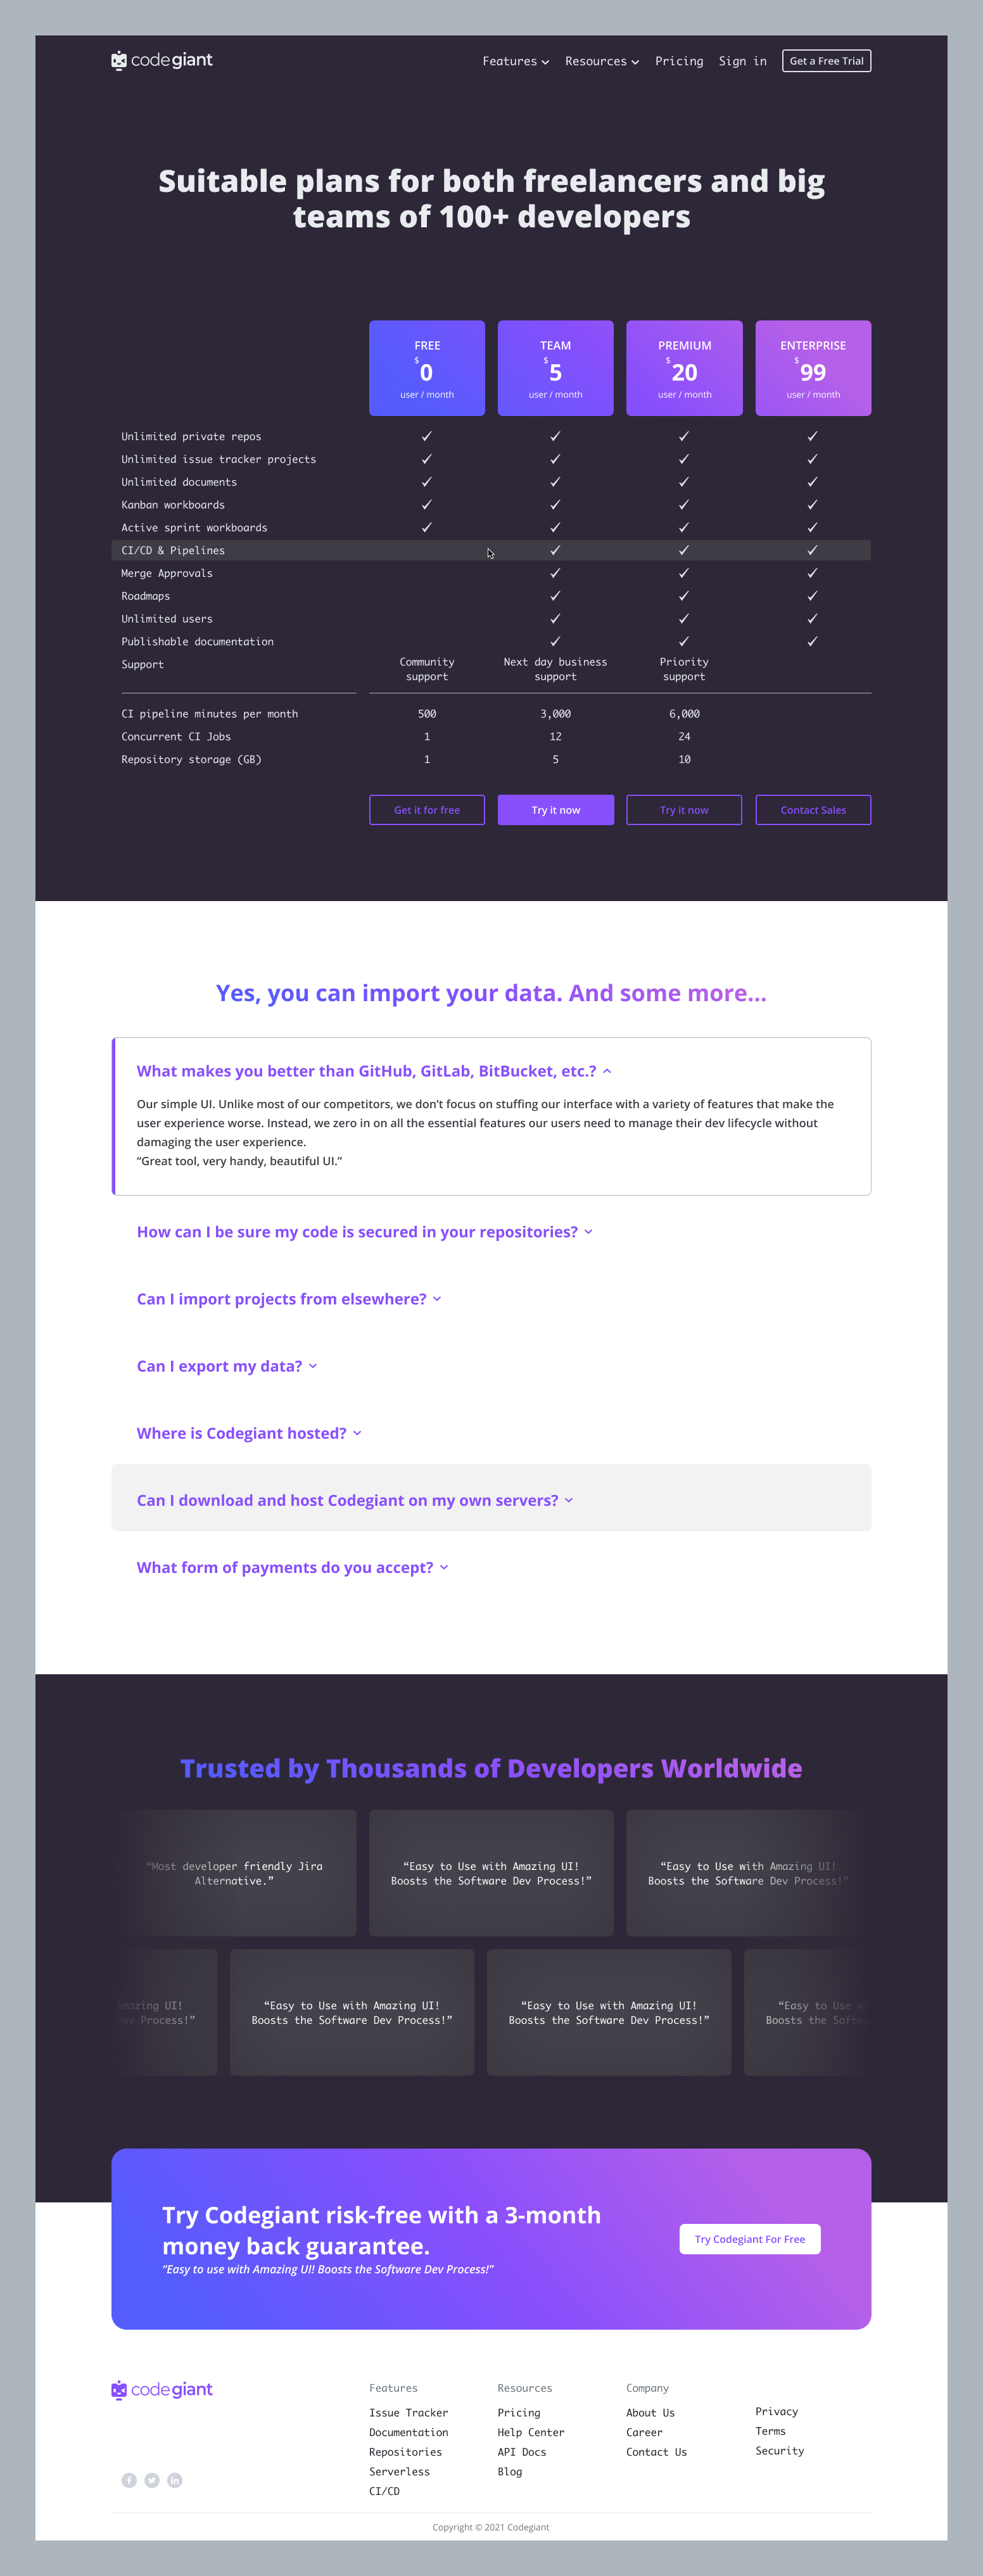 codegiant
Features
Resources
Pricing
Sign in
Get a Free Trial
Suitable plans for both freelancers and big
teams of 100+ developers
FREE
$
0
user / month
TEAM
$
5
user / month
PREMIUM
$
20
user / month
ENTERPRISE
$
99
user / month
Unlimited private repos
Unlimited issue tracker projects
Unlimited documents
Kanban workboards
Active sprint workboards
CI/CD & Pipelines
Merge Approvals
Roadmaps
Unlimited users
Publishable documentation
Support
Community
support
Next day business
support
Priority
support
CI pipeline minutes per month 500 3,000 6,000
Concurrent CI Jobs 1 12 24
Repository storage (GB) 1 5 10
Get it for free
Try it now
Try it now
Contact Sales
Yes, you can import your data. And some more...
What makes you better than GitHub, GitLab, BitBucket, etc.?
Our simple UI. Unlike most of our competitors, we don’t focus on stuffing our interface with a variety of features that make the
user experience worse. Instead, we zero in on all the essential features our users need to manage their dev lifecycle without
damaging the user experience.
“Great tool, very handy, beautiful UI.”
How can I be sure my code is secured in your repositories?
Can I import projects from elsewhere?
Can I export my data?
Where is Codegiant hosted?
Can I download and host Codegiant on my own servers?
What form of payments do you accept?
Trusted by Thousands of Developers Worldwide
“Most developer friendly Jira
Alternative.”
“Easy to Use with Amazing UI!
Boosts the Software Dev Process!”
“Easy to Use with Amazing UI!
Boosts the Software Dev Process!”
Amazing UI!
Dev Process!”
“Easy to Use with Amazing UI!
Boosts the Software Dev Process!”
“Easy to Use with Amazing UI!
Boosts the Software Dev Process!”
“Easy to Use
Boosts the
Try Codegiant risk-free with a 3-month
money back guarantee.
“Easy to use with Amazing UI! Boosts the Software Dev Process!”
Try Codegiant For Free
codegiant
Features
Issue Tracker
Documentation
Repositories
Serverless
CI/CD
Resources
Pricing
Help Center
API Docs
Blog
Company
About Us
Career
Contact Us
Privacy
Terms
Security
Copyright © 2021 Codegiant